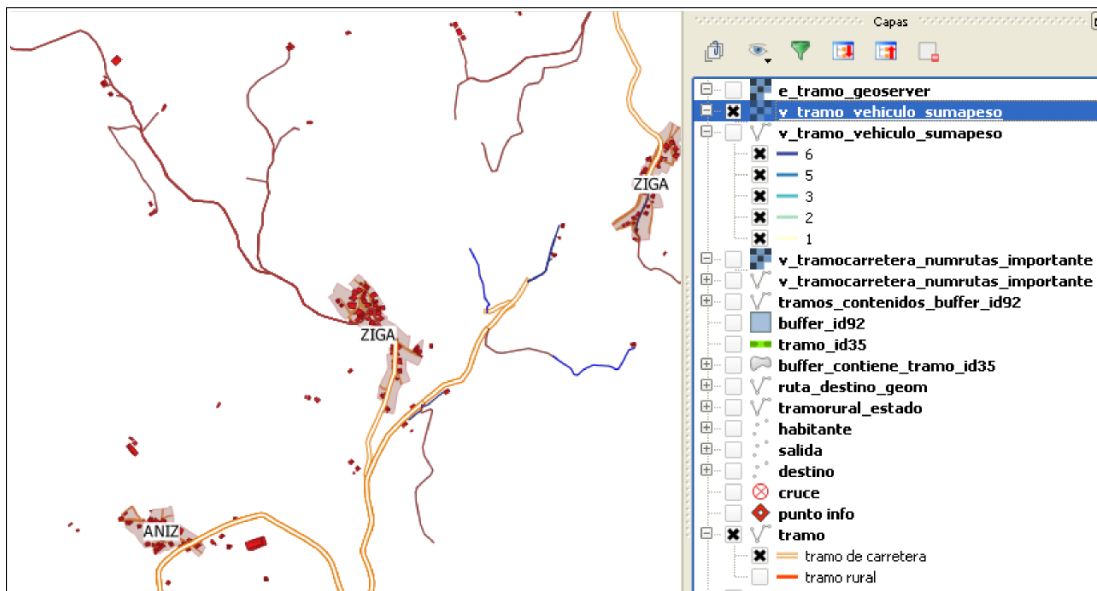 ZIGA
ZIGA
ANIZ
Capas
e_tramo_geoserver
v_tramo_vehiculo_sumapeso
v_tramo_vehiculo_sumapeso
6
5
3
2
1
v_tramocarretera_numrutas_importante
v_tramocarretera_numrutas_importante
tramos_contenidos_buffer_id92
buffer_id92
tramo_id35
buffer_contiene_tramo_id35
ruta_destino_geom
tramorural_estado
habitante
salida
destino
cruce
punto info
tramo
tramo de carretera
tramo rural